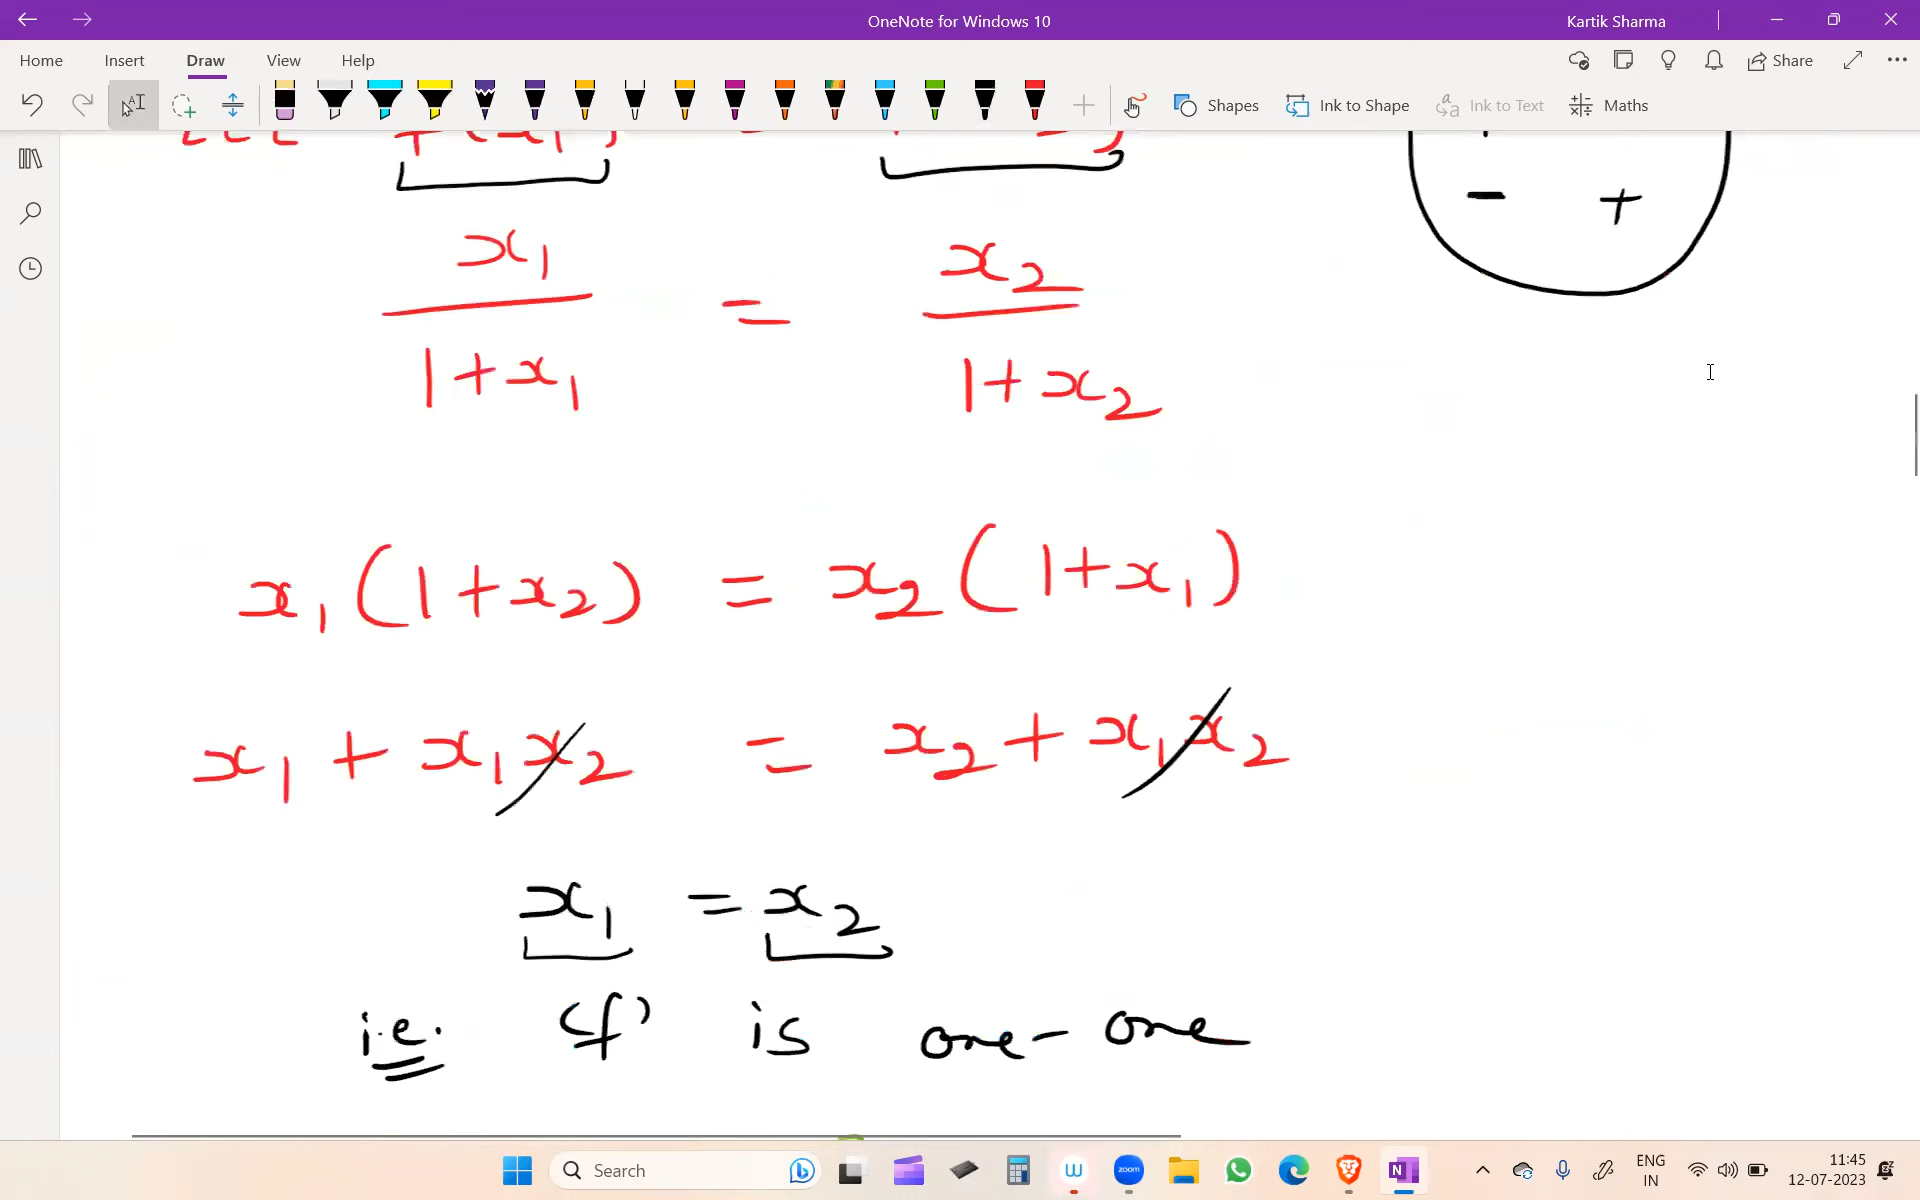 OneNote for Windows 10
Kartik Sharma
Home Insert Draw View Help
Share
Shapes Ink to Shape Ink to Text Maths
- +
x₁/(1+x₁) = x₂/(1+x₂)
x₁(1+x₂) = x₂(1+x₁)
x₁ + x₁x₂ = x₂ + x₁x₂
x₁ = x₂
i.e. 'f' is one-one
Search
zoom
ENG
IN
11:45
12-07-2023